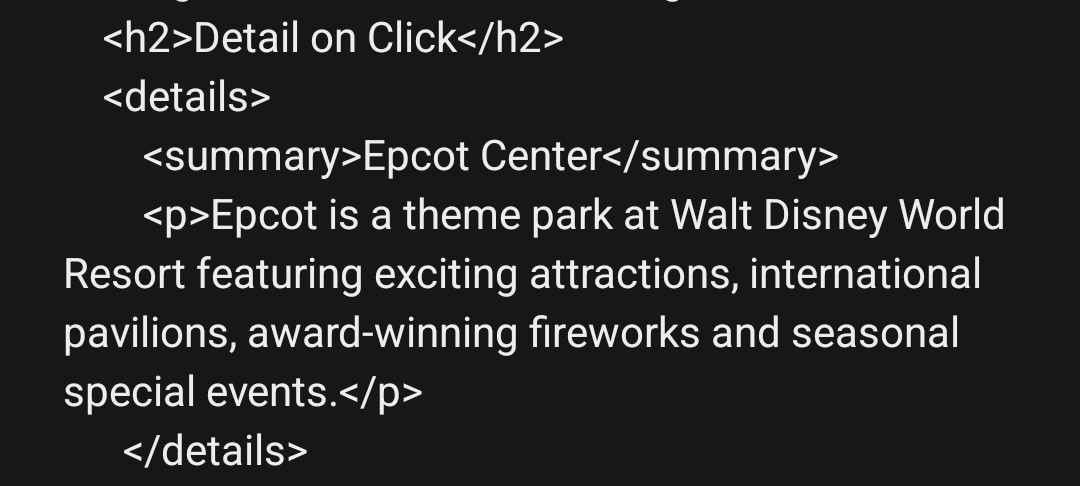 <h2>Detail on Click</h2>
<details>
<summary>Epcot Center</summary>
<p>Epcot is a theme park at Walt Disney World
Resort featuring exciting attractions, international
pavilions, award-winning fireworks and seasonal
special events.</p>
</details>